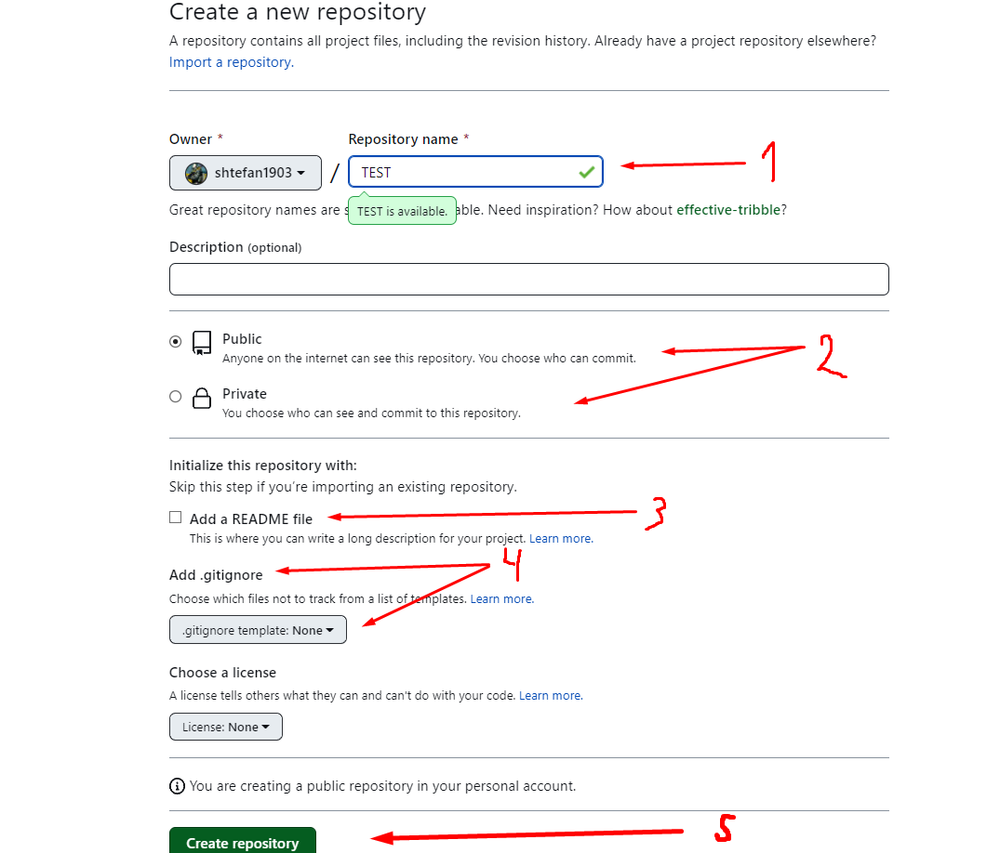 Create a new repository
A repository contains all project files, including the revision history. Already have a project repository elsewhere?
Import a repository.
Owner *
Repository name *
shtefan1903
/
TEST
1
Great repository names are s
TEST is available.
able. Need inspiration? How about effective-tribble?
Description (optional)
Public
Anyone on the internet can see this repository. You choose who can commit.
2
Private
You choose who can see and commit to this repository.
Initialize this repository with:
Skip this step if you're importing an existing repository.
Add a README file
3
This is where you can write a long description for your project. Learn more.
4
Add .gitignore
Choose which files not to track from a list of templates. Learn more.
.gitignore template: None
Choose a license
A license tells others what they can and can't do with your code. Learn more.
License: None
You are creating a public repository in your personal account.
Create repository
5